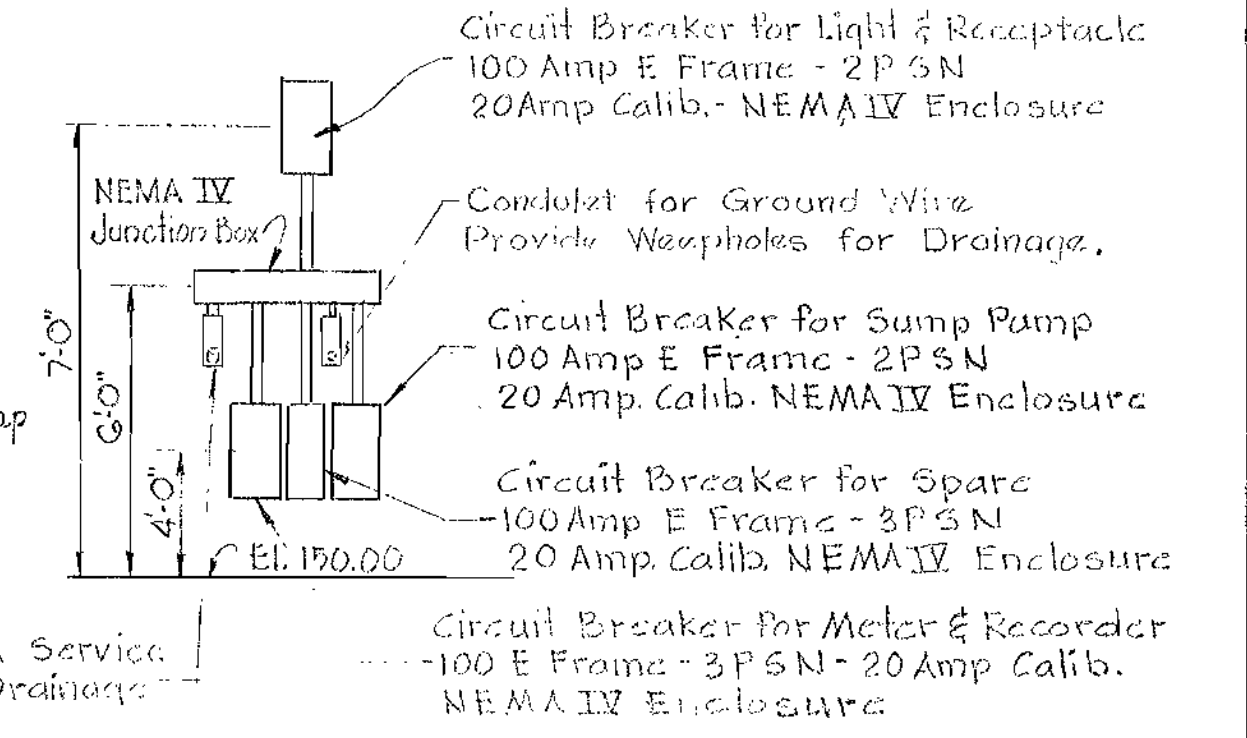 Circuit Breaker for Light & Receptacle
100 Amp E Frame - 2P SN
20 Amp Calib. - NEMA IV Enclosure
NEMA IV
Junction Box
Condulet for Ground Wire
Provide Weepholes for Drainage.
7'-0"
6'-0"
4'-0"
Circuit Breaker for Sump Pump
100 Amp E Frame - 2P SN
20 Amp. Calib. NEMA IV Enclosure
Circuit Breaker for Spare
100 Amp E Frame - 3P SN
20 Amp. Calib. NEMA IV Enclosure
El. 150.00
Circuit Breaker for Meter & Recorder
100 E Frame - 3P SN - 20 Amp Calib.
NEMA IV Enclosure
Service
Drainage